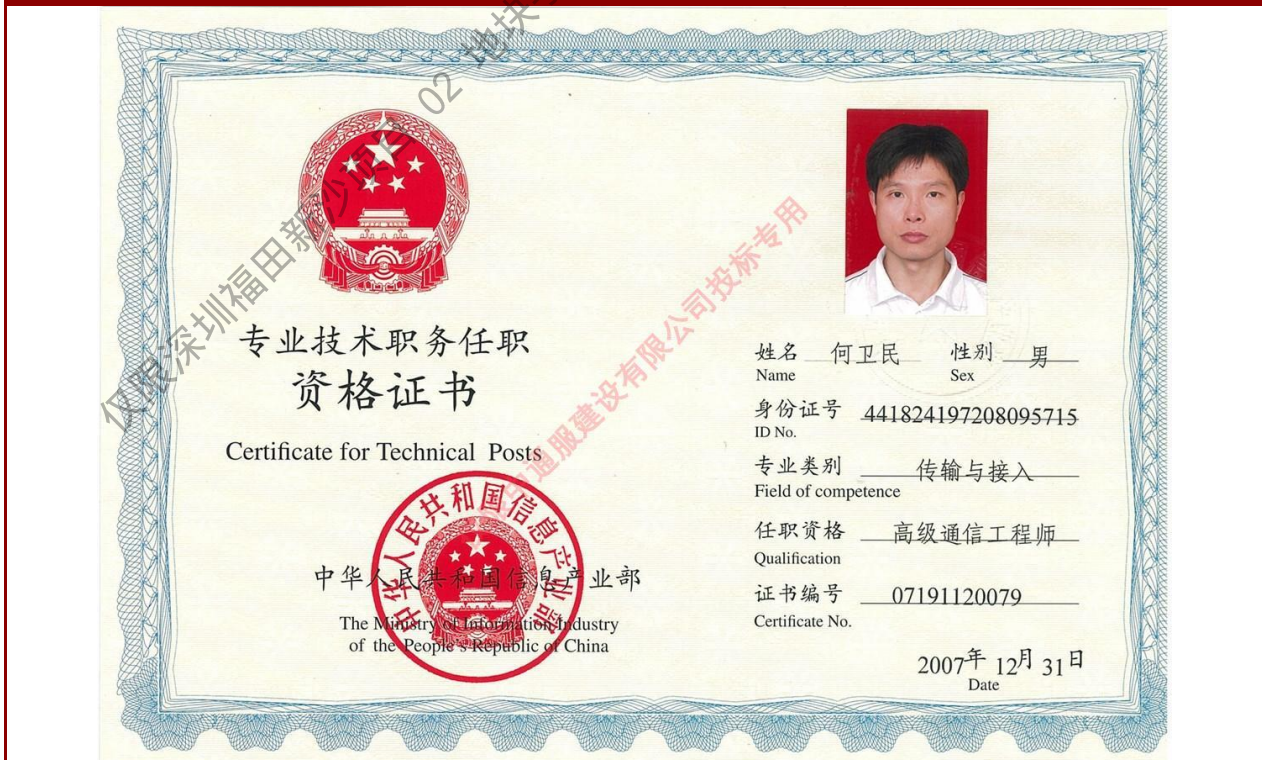 仅限深圳福田新沙项目 02 地块
通服建设有限公司投标专用
专业技术职务任职
资格证书
Certificate for Technical Posts
中华人民共和国信息产业部
中华人民共和国信息产业部
The Ministry of Information Industry
of the People's Republic of China
姓名 何卫民 性别 男
Name Sex
身份证号 441824197208095715
ID No.
专业类别 传输与接入
Field of competence
任职资格 高级通信工程师
Qualification
证书编号 07191120079
Certificate No.
2007年 12月 31日
Date